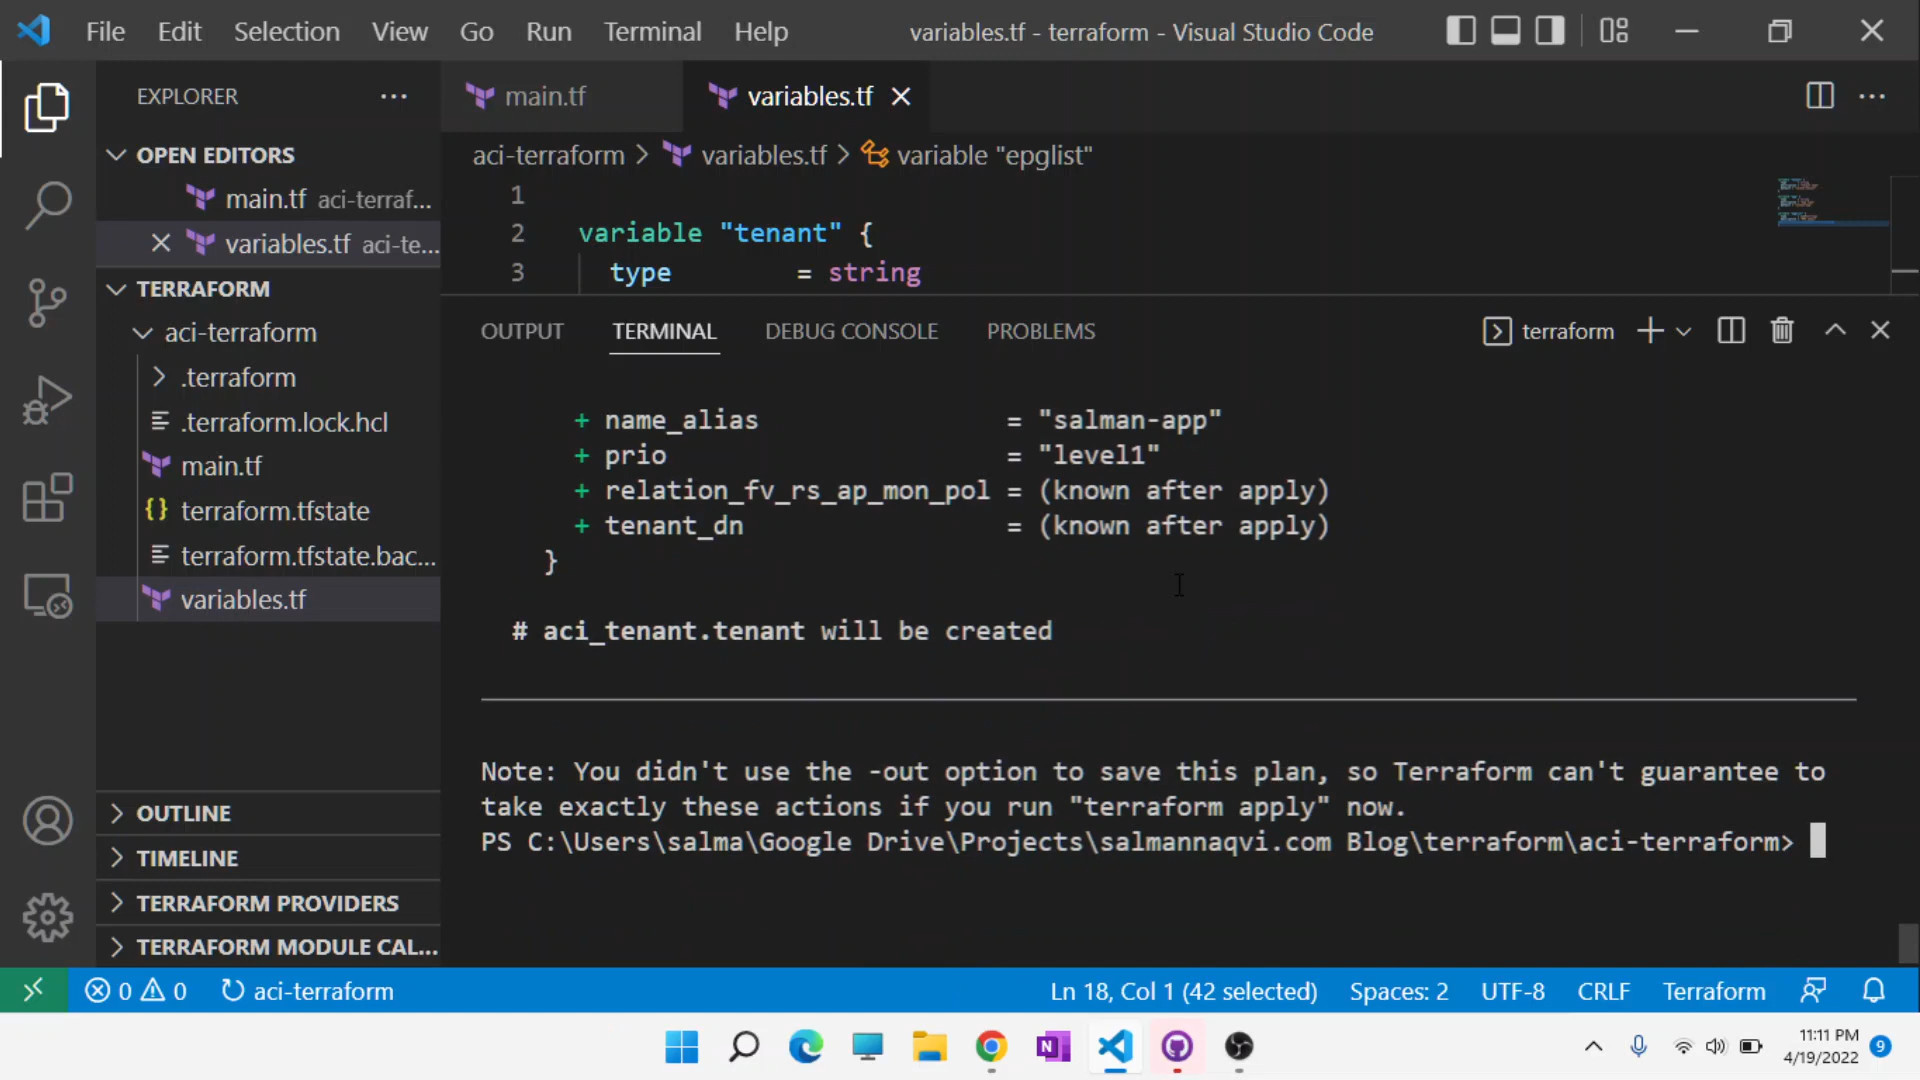 File Edit Selection View Go Run Terminal Help
variables.tf - terraform - Visual Studio Code
EXPLORER
OPEN EDITORS
main.tf aci-terraf...
variables.tf aci-te...
TERRAFORM
aci-terraform
.terraform
.terraform.lock.hcl
main.tf
{} terraform.tfstate
terraform.tfstate.bac...
variables.tf
OUTLINE
TIMELINE
TERRAFORM PROVIDERS
TERRAFORM MODULE CAL...
main.tf
variables.tf
aci-terraform > variables.tf > variable "epglist"
1
2 variable "tenant" {
3 type = string
OUTPUT TERMINAL DEBUG CONSOLE PROBLEMS
terraform
+ name_alias = "salman-app"
+ prio = "level1"
+ relation_fv_rs_ap_mon_pol = (known after apply)
+ tenant_dn = (known after apply)
}
# aci_tenant.tenant will be created
Note: You didn't use the -out option to save this plan, so Terraform can't guarantee to
take exactly these actions if you run "terraform apply" now.
PS C:\Users\salma\Google Drive\Projects\salmannaqvi.com Blog\terraform\aci-terraform>
0 0 aci-terraform
Ln 18, Col 1 (42 selected) Spaces: 2 UTF-8 CRLF Terraform
N
11:11 PM
4/19/2022
9